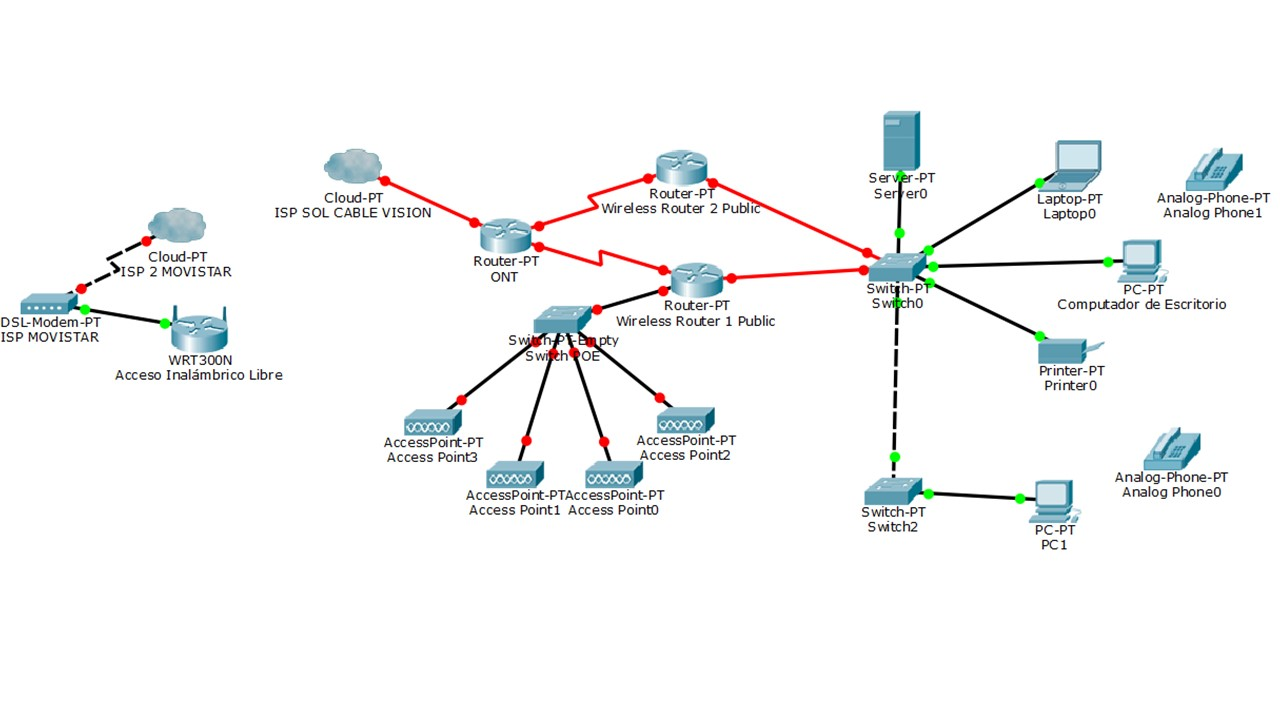 Cloud-PT
ISP SOL CABLE VISION
Router-PT
Wireless Router 2 Public
Server-PT
Server0
Laptop-PT
Laptop0
Analog-Phone-PT
Analog Phone1
Cloud-PT
ISP 2 MOVISTAR
Router-PT
ONT
DSL-Modem-PT
ISP MOVISTAR
WRT300N
Acceso Inalámbrico Libre
Router-PT
Wireless Router 1 Public
Switch-PT
Switch0
PC-PT
Computador de Escritorio
Switch-PT-Empty
Switch POE
Printer-PT
Printer0
AccessPoint-PT
Access Point3
AccessPoint-PT
Access Point2
AccessPoint-PT
Access Point1
AccessPoint-PT
Access Point0
Analog-Phone-PT
Analog Phone0
Switch-PT
Switch2
PC-PT
PC1